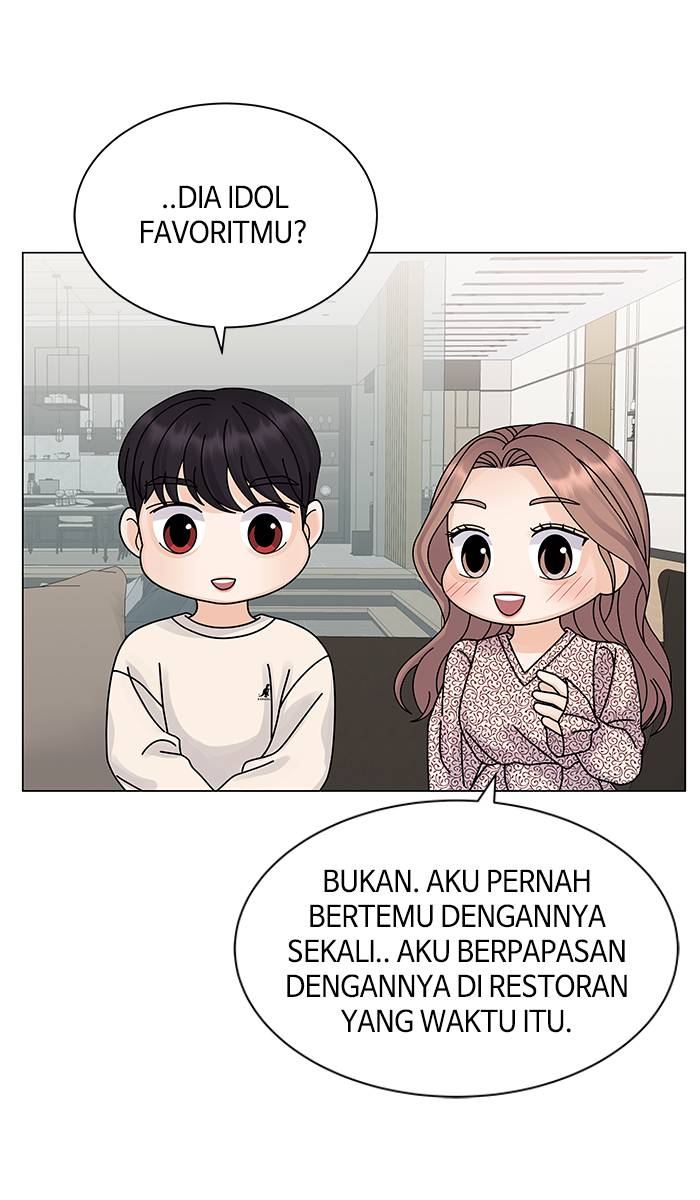 ..DIA IDOL
FAVORITMU?
BUKAN. AKU PERNAH
BERTEMU DENGANNYA
SEKALI.. AKU BERPAPASAN
DENGANNYA DI RESTORAN
YANG WAKTU ITU.